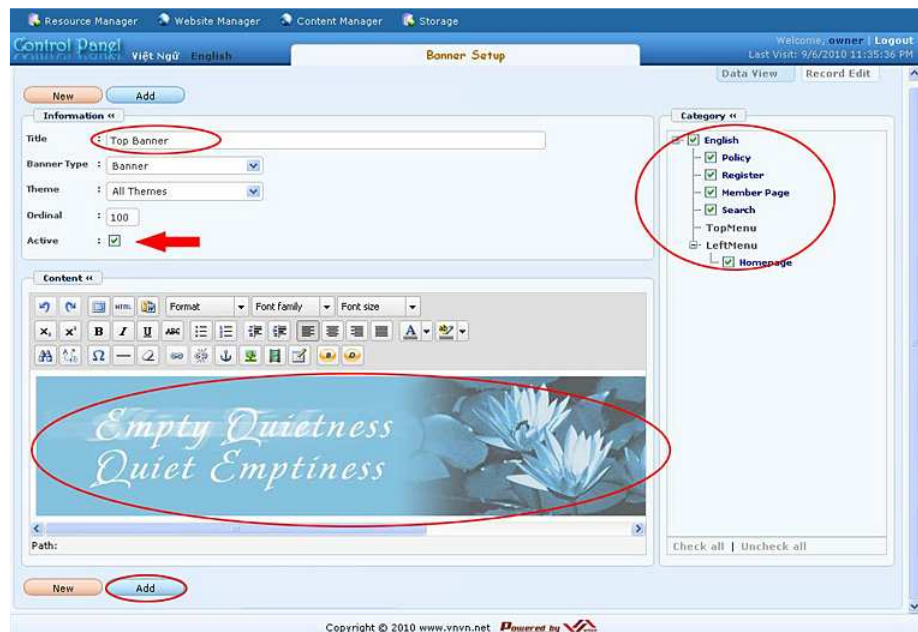 Resource Manager Website Manager Content Manager Storage
Control Panel Việt Ngữ English Banner Setup
Welcome, owner | Logout
Last Visit: 9/6/2010 11:35:36 PM
Data View Record Edit
New Add
Information «
Title : Top Banner
Banner Type : Banner
Theme : All Themes
Ordinal : 100
Active :
Category «
English
Policy
Register
Member Page
Search
TopMenu
LeftMenu
Homepage
Content «
HTML Format Font family Font size
B I U ABC A ab
Empty Quietness
Quiet Emptiness
Path:
Check all | Uncheck all
New Add
Copyright © 2010 www.vnvn.net Powered by